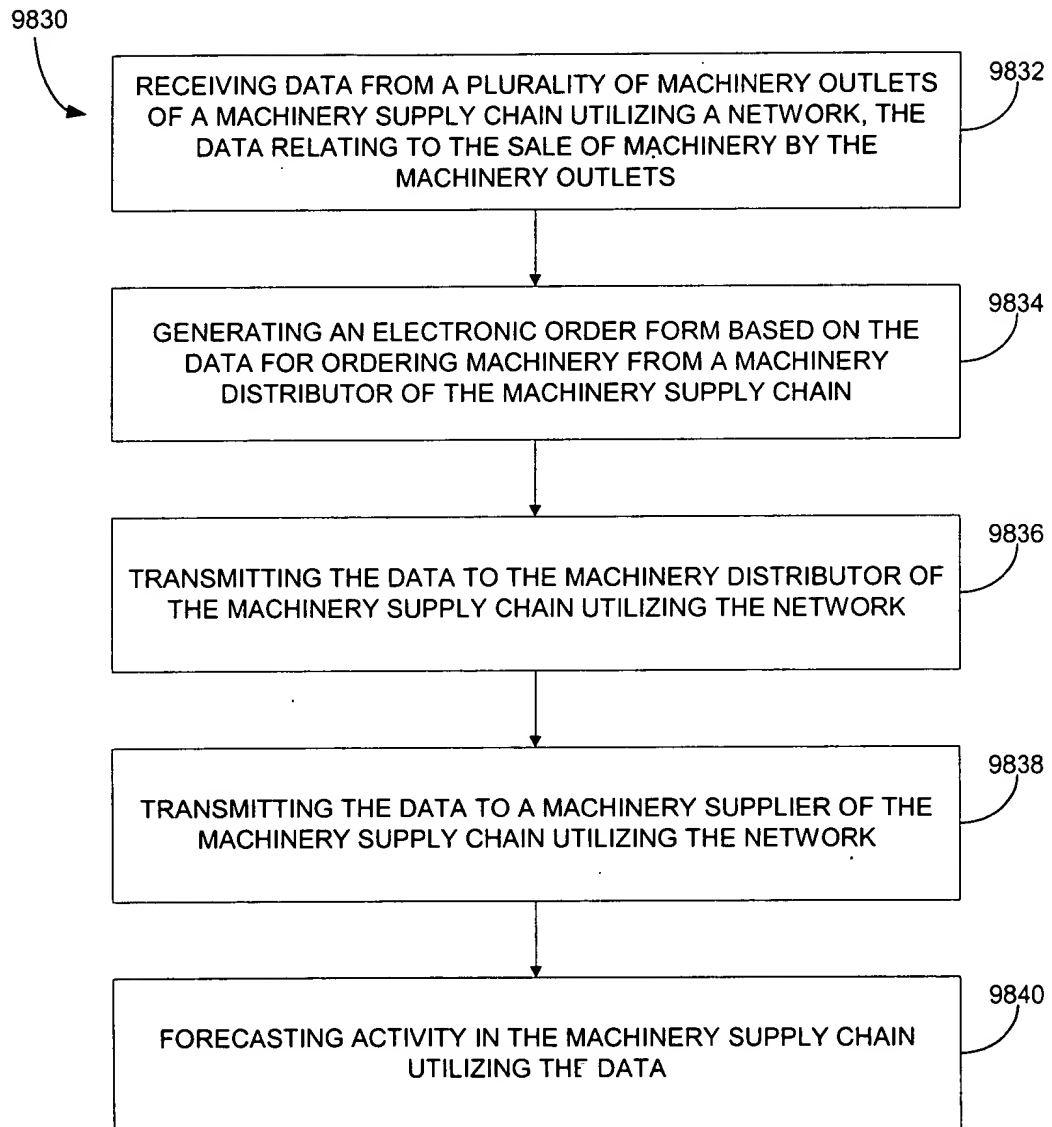 9830
RECEIVING DATA FROM A PLURALITY OF MACHINERY OUTLETS
OF A MACHINERY SUPPLY CHAIN UTILIZING A NETWORK, THE
DATA RELATING TO THE SALE OF MACHINERY BY THE
MACHINERY OUTLETS
9832
GENERATING AN ELECTRONIC ORDER FORM BASED ON THE
DATA FOR ORDERING MACHINERY FROM A MACHINERY
DISTRIBUTOR OF THE MACHINERY SUPPLY CHAIN
9834
TRANSMITTING THE DATA TO THE MACHINERY DISTRIBUTOR OF
THE MACHINERY SUPPLY CHAIN UTILIZING THE NETWORK
9836
TRANSMITTING THE DATA TO A MACHINERY SUPPLIER OF THE
MACHINERY SUPPLY CHAIN UTILIZING THE NETWORK
9838
FORECASTING ACTIVITY IN THE MACHINERY SUPPLY CHAIN
UTILIZING THE DATA
9840